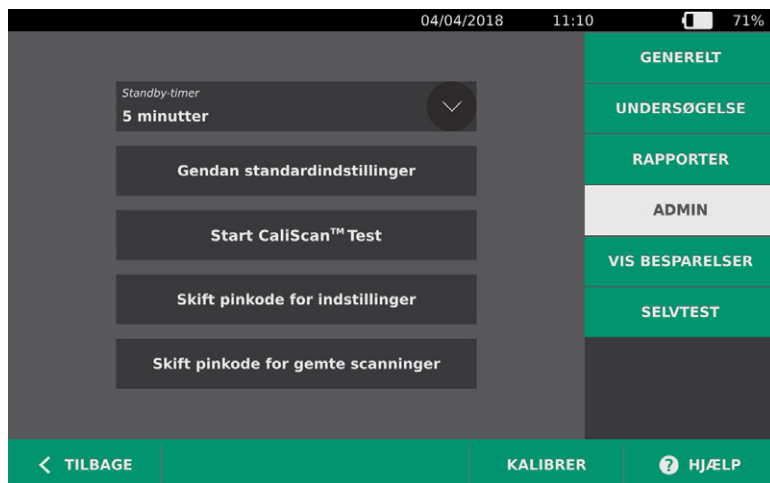 04/04/2018 11:10 71%
Standby-timer
5 minutter
Gendan standardindstillinger
Start CaliScan™ Test
Skift pinkode for indstillinger
Skift pinkode for gemte scanninger
GENERELT
UNDERSØGELSE
RAPPORTER
ADMIN
VIS BESPARELSER
SELVTEST
TILBAGE
KALIBRER
? HJÆLP